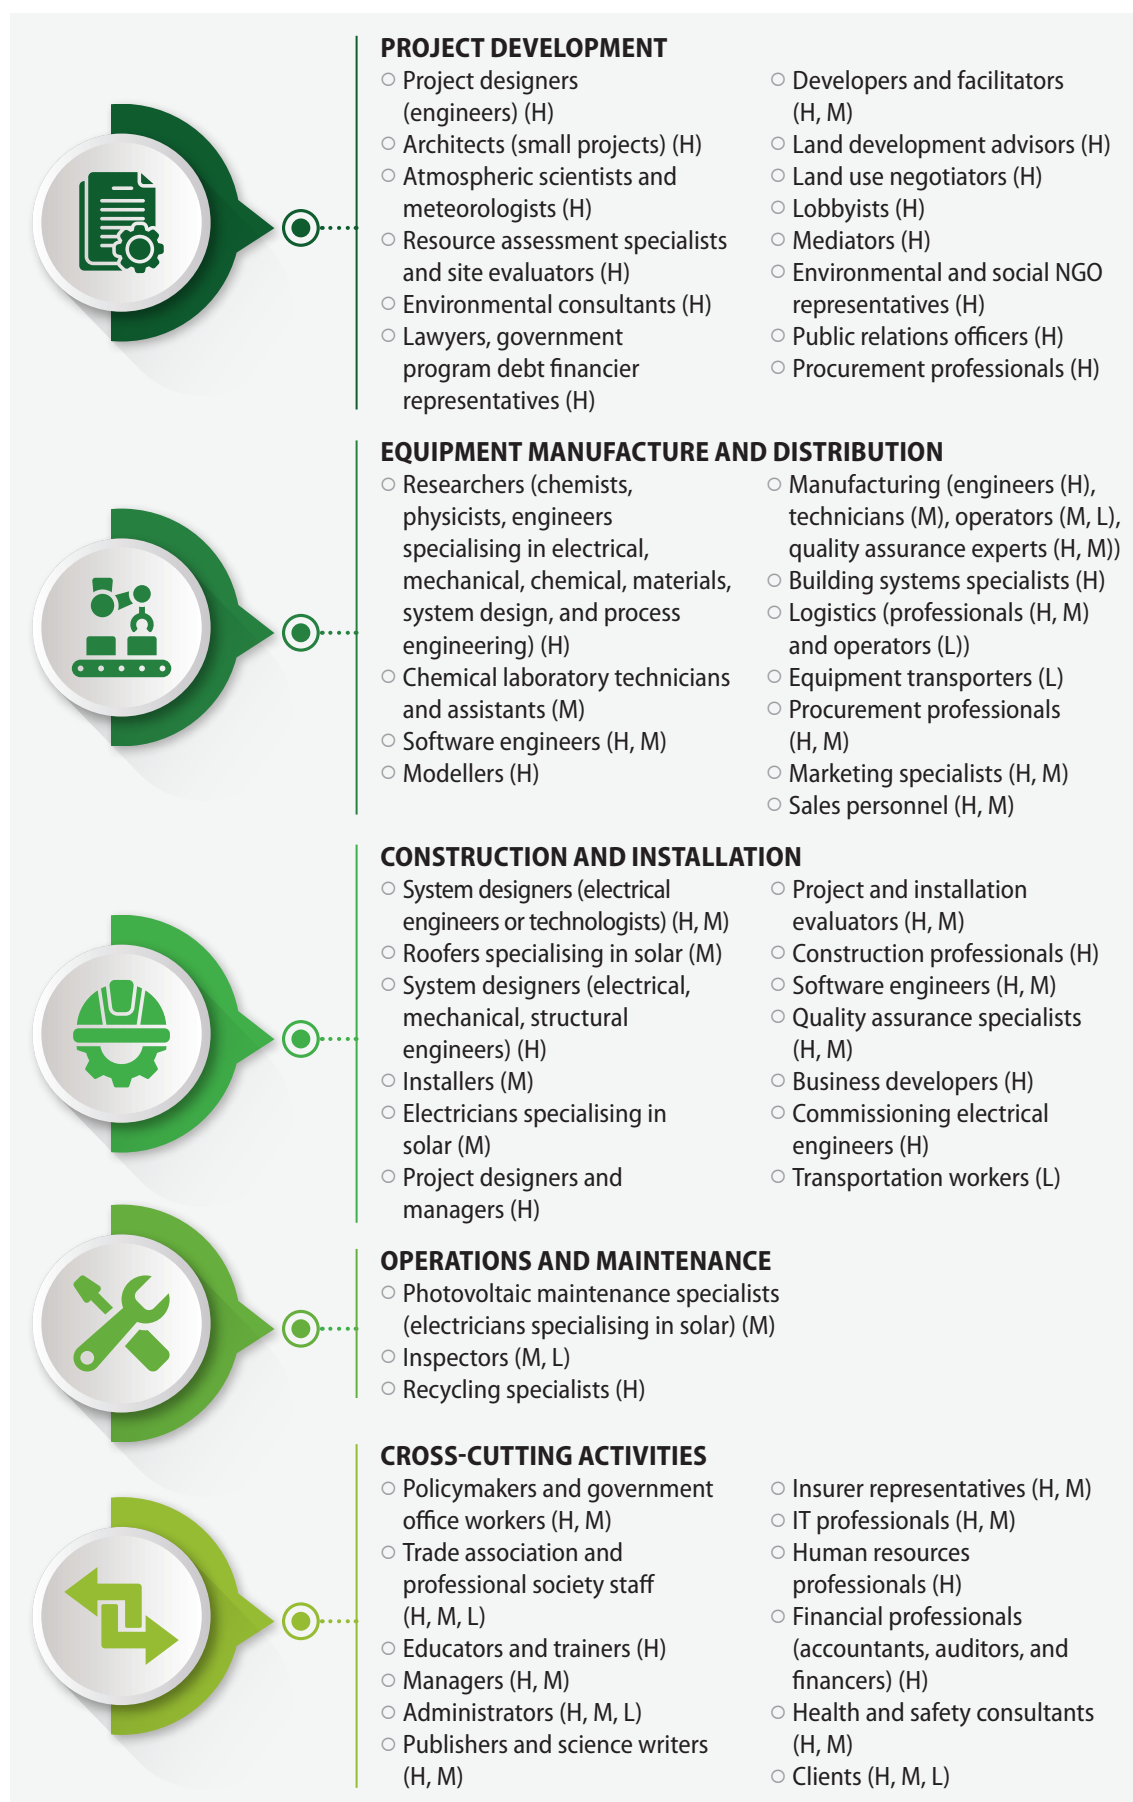 PROJECT DEVELOPMENT
Project designers
(engineers) (H)
Architects (small projects) (H)
Atmospheric scientists and
meteorologists (H)
Resource assessment specialists
and site evaluators (H)
Environmental consultants (H)
Lawyers, government
program debt financier
representatives (H)
Developers and facilitators
(H, M)
Land development advisors (H)
Land use negotiators (H)
Lobbyists (H)
Mediators (H)
Environmental and social NGO
representatives (H)
Public relations officers (H)
Procurement professionals (H)
EQUIPMENT MANUFACTURE AND DISTRIBUTION
Researchers (chemists,
physicists, engineers
specialising in electrical,
mechanical, chemical, materials,
system design, and process
engineering) (H)
Chemical laboratory technicians
and assistants (M)
Software engineers (H, M)
Modellers (H)
Manufacturing (engineers (H),
technicians (M), operators (M, L),
quality assurance experts (H, M))
Building systems specialists (H)
Logistics (professionals (H, M)
and operators (L))
Equipment transporters (L)
Procurement professionals
(H, M)
Marketing specialists (H, M)
Sales personnel (H, M)
CONSTRUCTION AND INSTALLATION
System designers (electrical
engineers or technologists) (H, M)
Roofers specialising in solar (M)
System designers (electrical,
mechanical, structural
engineers) (H)
Installers (M)
Electricians specialising in
solar (M)
Project designers and
managers (H)
Project and installation
evaluators (H, M)
Construction professionals (H)
Software engineers (H, M)
Quality assurance specialists
(H, M)
Business developers (H)
Commissioning electrical
engineers (H)
Transportation workers (L)
OPERATIONS AND MAINTENANCE
Photovoltaic maintenance specialists
(electricians specialising in solar) (M)
Inspectors (M, L)
Recycling specialists (H)
CROSS-CUTTING ACTIVITIES
Policymakers and government
office workers (H, M)
Trade association and
professional society staff
(H, M, L)
Educators and trainers (H)
Managers (H, M)
Administrators (H, M, L)
Publishers and science writers
(H, M)
Insurer representatives (H, M)
IT professionals (H, M)
Human resources
professionals (H)
Financial professionals
(accountants, auditors, and
financers) (H)
Health and safety consultants
(H, M)
Clients (H, M, L)